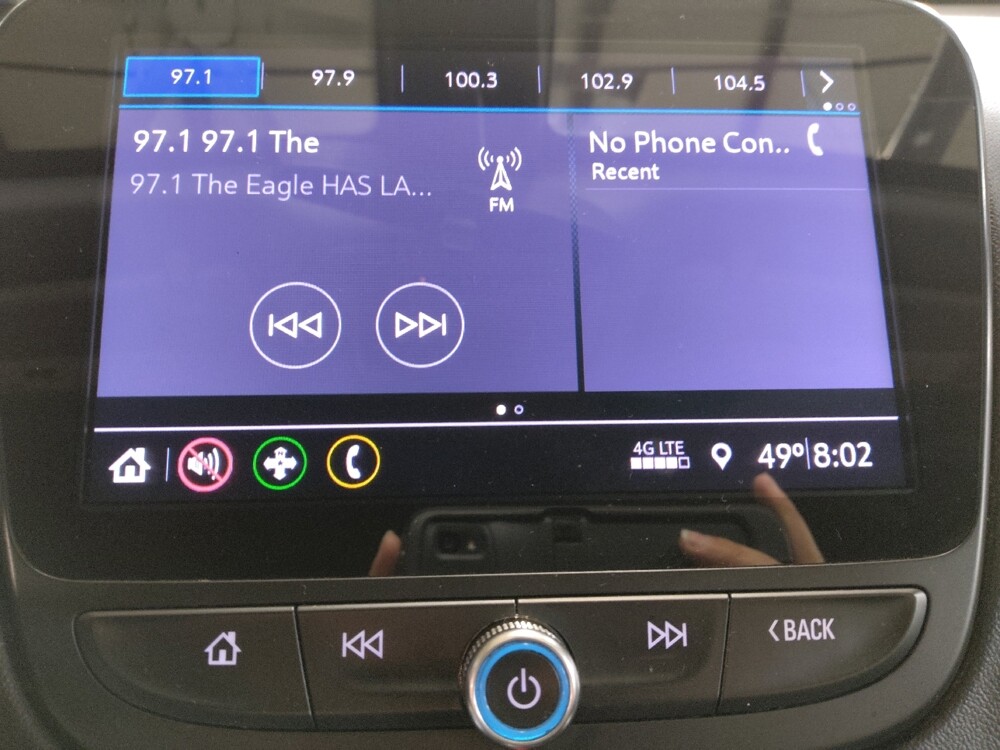 97.1 97.9 100.3 102.9 104.5
97.1 97.1 The
97.1 The Eagle HAS LA...
FM
No Phone Con..
Recent
4G LTE
49° 8:02
BACK